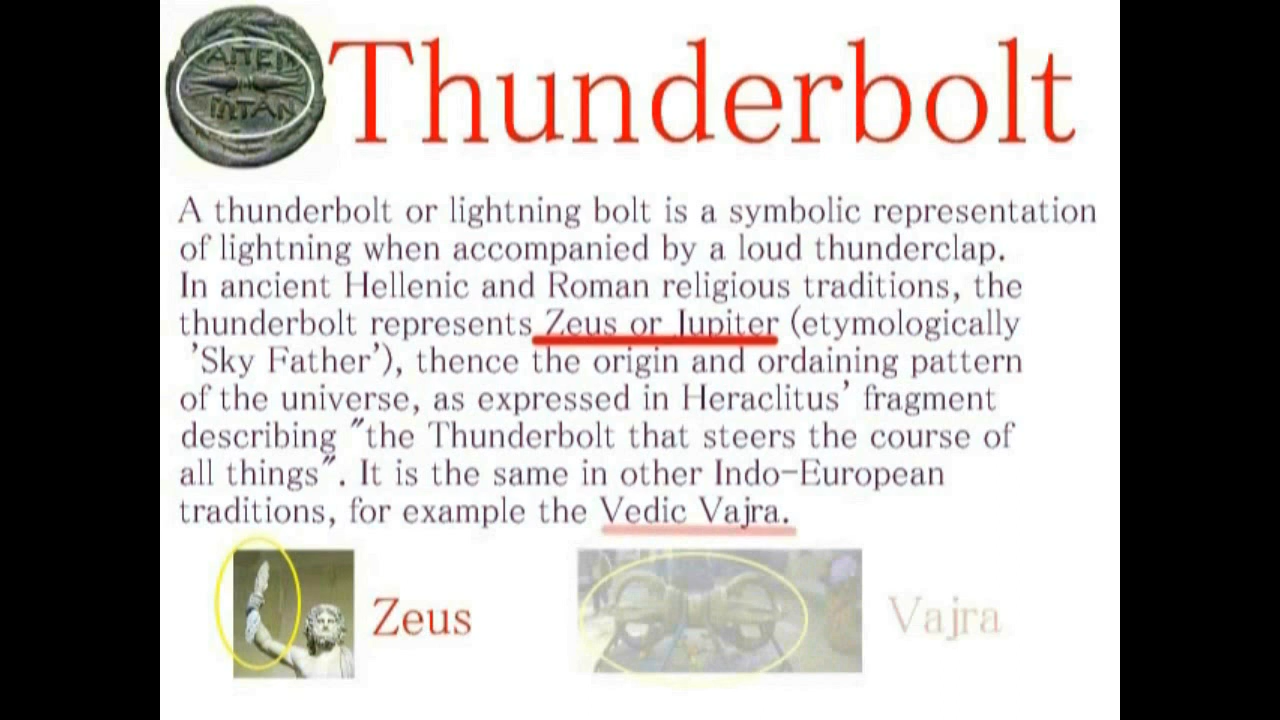 ΑΠΕΙ
ΡΩΤΑΝ
Thunderbolt
A thunderbolt or lightning bolt is a symbolic representation
of lightning when accompanied by a loud thunderclap.
In ancient Hellenic and Roman religious traditions, the
thunderbolt represents Zeus or Jupiter (etymologically
'Sky Father'), thence the origin and ordaining pattern
of the universe, as expressed in Heraclitus' fragment
describing "the Thunderbolt that steers the course of
all things". It is the same in other Indo-European
traditions, for example the Vedic Vajra.
Zeus
Vajra